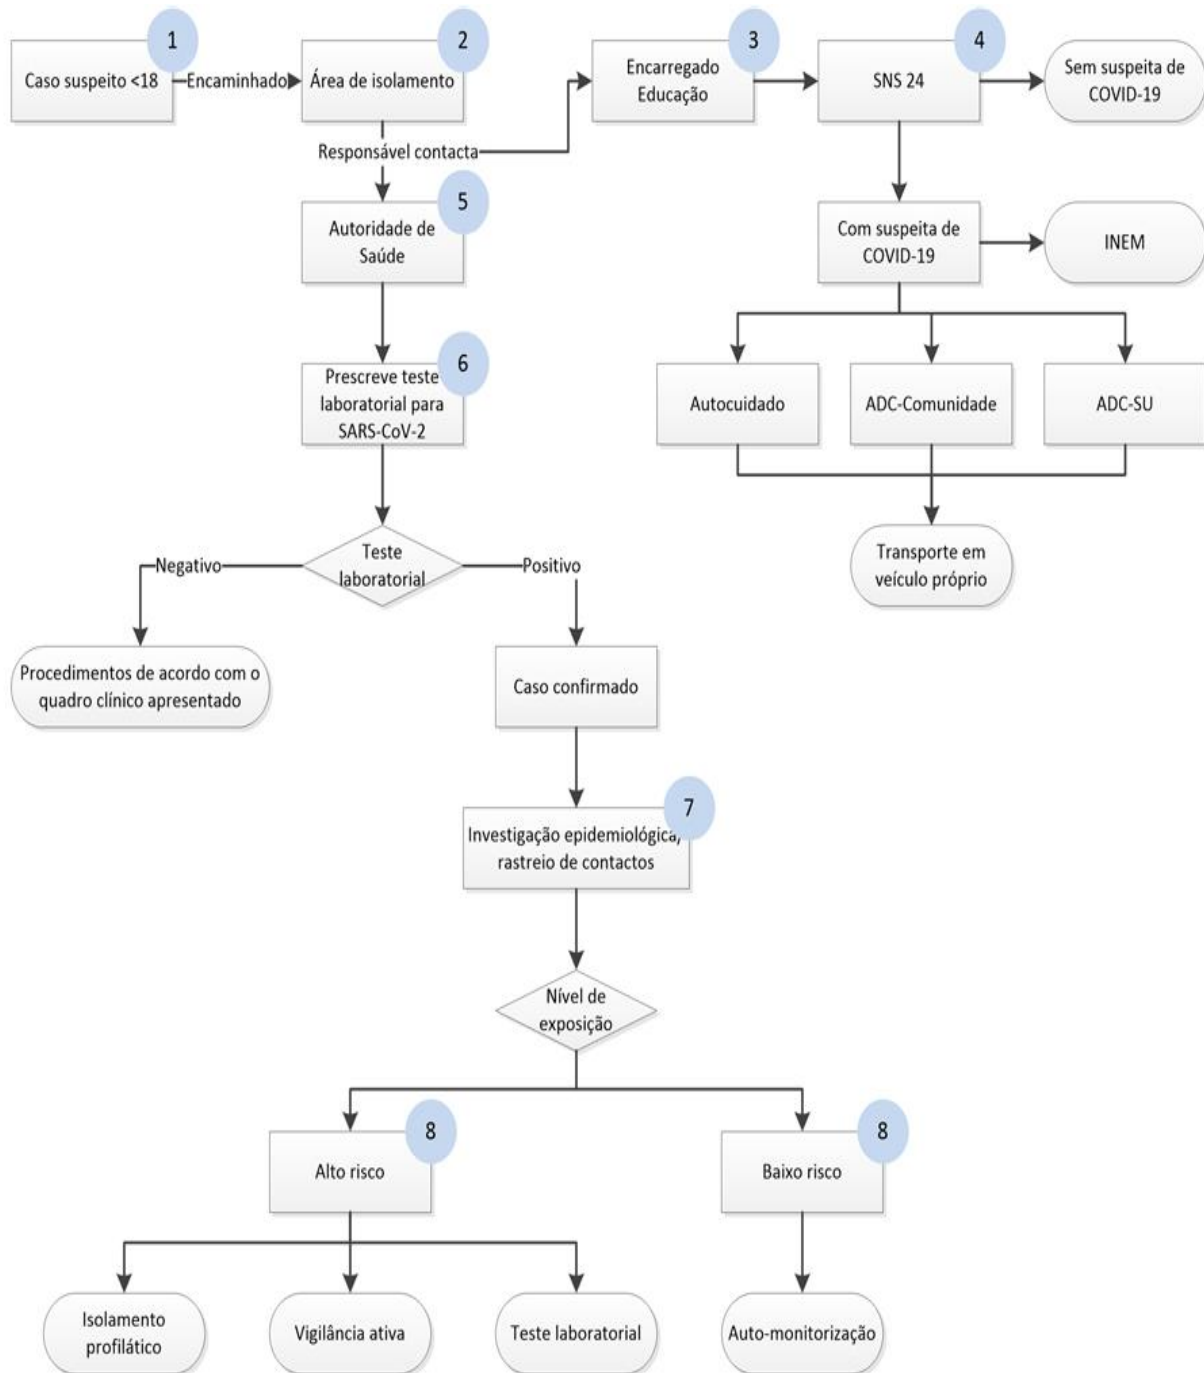 1
2
3
4
Caso suspeito <18
Encaminhado
Área de isolamento
Encarregado
Educação
SNS 24
Sem suspeita de
COVID-19
Responsável contacta
5
Autoridade de
Saúde
Com suspeita de
COVID-19
INEM
6
Prescreve teste
laboratorial para
SARS-CoV-2
Autocuidado
ADC-Comunidade
ADC-SU
Teste
laboratorial
Negativo
Positivo
Transporte em
veículo próprio
Procedimentos de acordo com o
quadro clínico apresentado
Caso confirmado
7
Investigação epidemiológica,
rastreio de contactos
Nível de
exposição
8
Alto risco
8
Baixo risco
Isolamento
profilático
Vigilância ativa
Teste laboratorial
Auto-monitorização